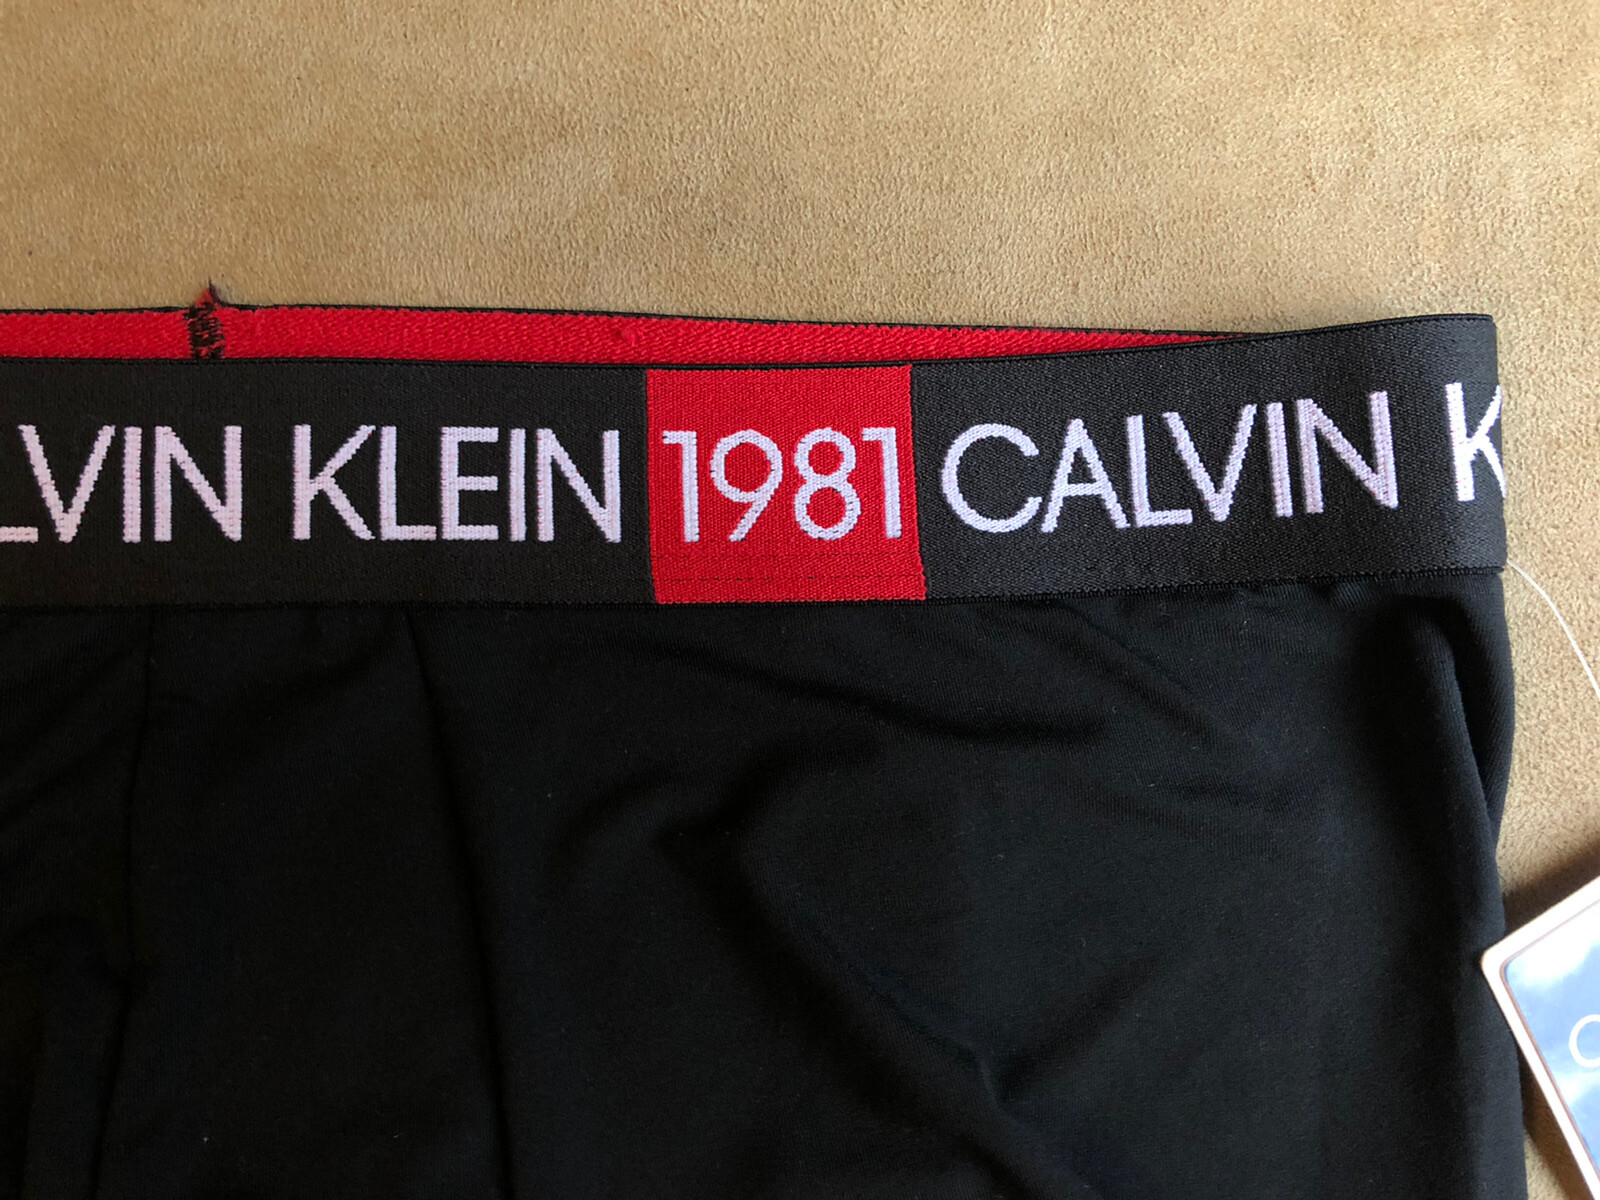 LVIN KLEIN 1981 CALVIN K